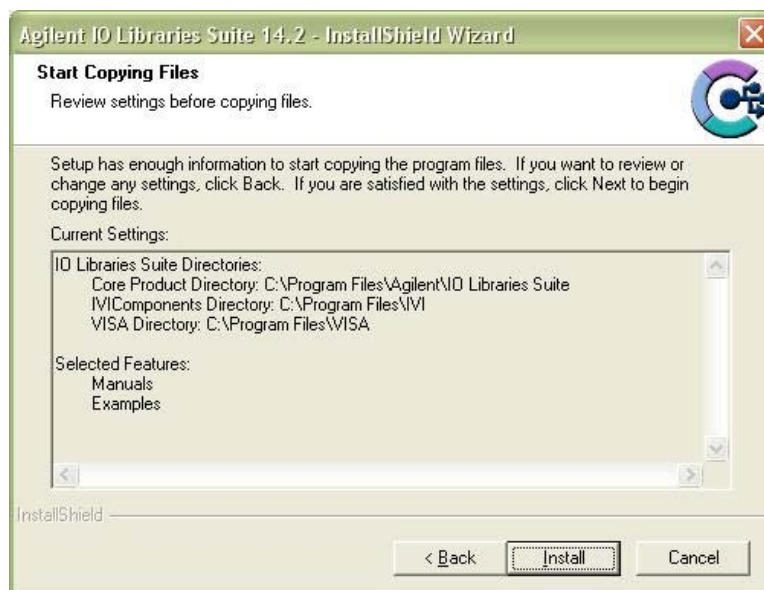 Agilent IO Libraries Suite 14.2 - InstallShield Wizard
Start Copying Files
Review settings before copying files.
Setup has enough information to start copying the program files. If you want to review or
change any settings, click Back. If you are satisfied with the settings, click Next to begin
copying files.
Current Settings:
IO Libraries Suite Directories:
Core Product Directory: C:\Program Files\Agilent\IO Libraries Suite
IVIComponents Directory: C:\Program Files\IVI
VISA Directory: C:\Program Files\VISA
Selected Features:
Manuals
Examples
InstallShield
< Back Install Cancel